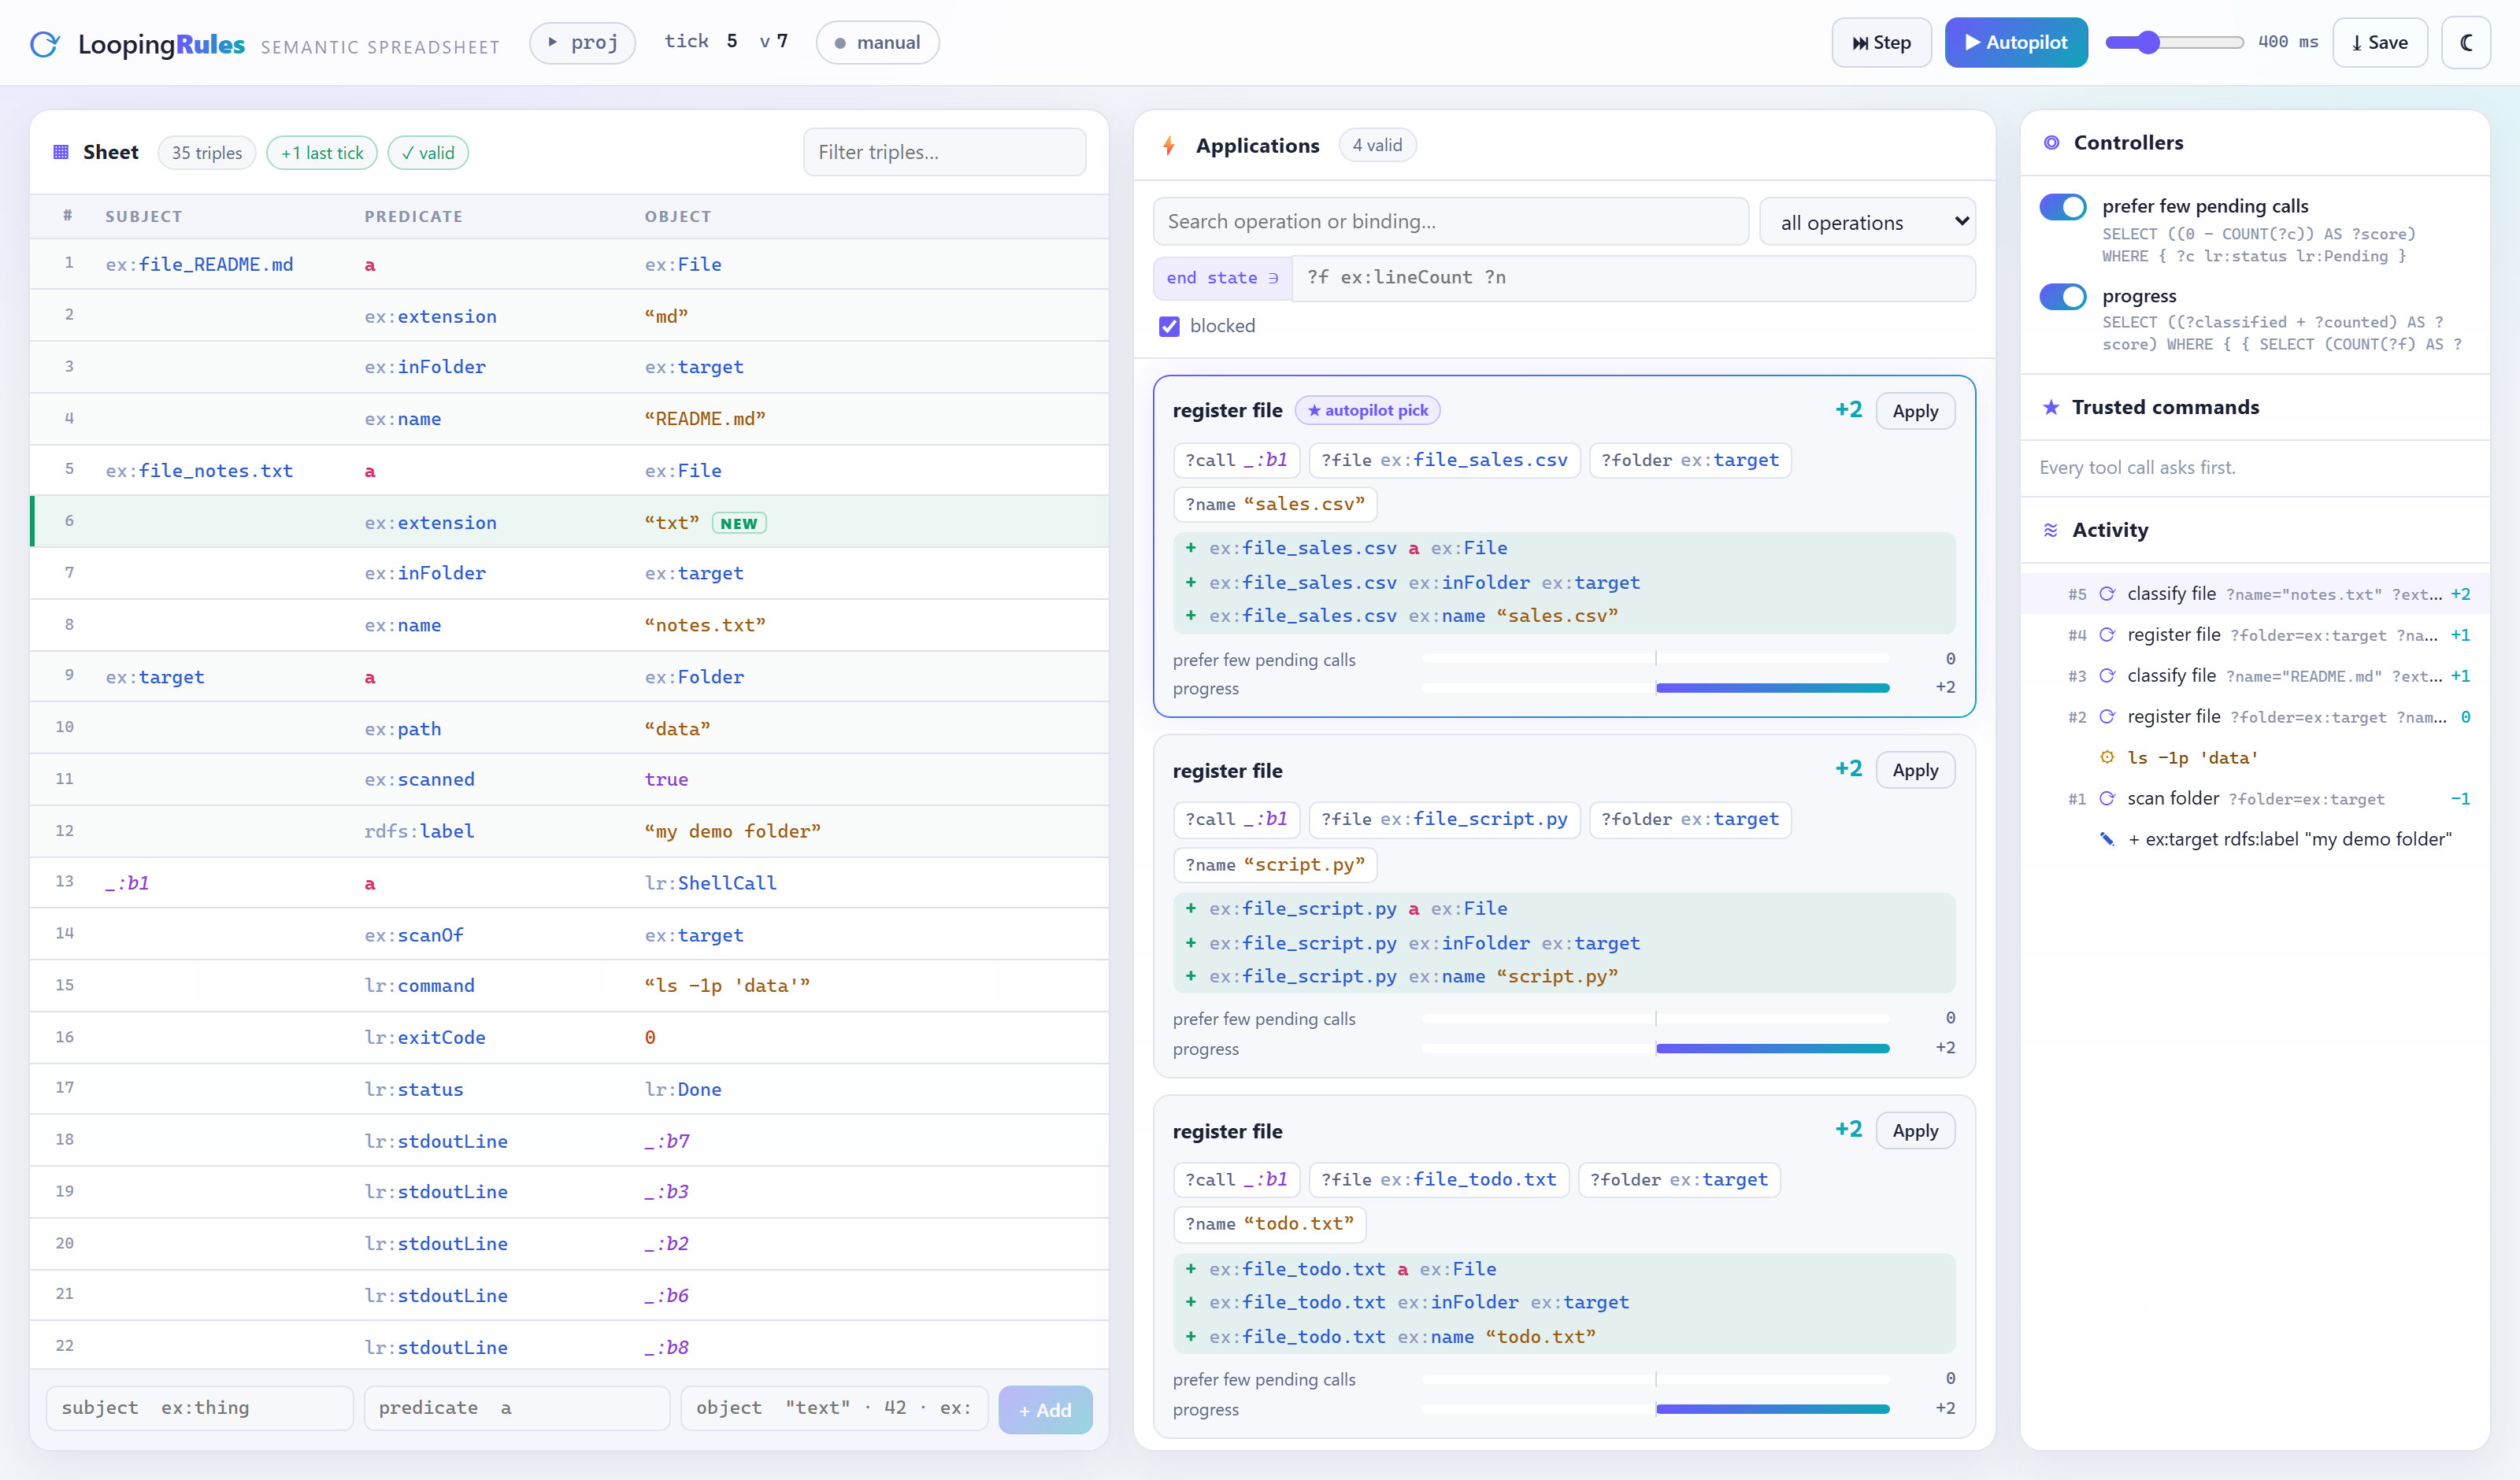 LoopingRules SEMANTIC SPREADSHEET ▸ proj tick 5 v 7 ● manual ⏭ Step ▶ Autopilot 400 ms ⤓ Save ☾
▦ Sheet 35 triples +1 last tick ✓ valid Filter triples…
# SUBJECT PREDICATE OBJECT
1 ex:file_README.md a ex:File
2 ex:extension “md”
3 ex:inFolder ex:target
4 ex:name “README.md”
5 ex:file_notes.txt a ex:File
6 ex:extension “txt” NEW
7 ex:inFolder ex:target
8 ex:name “notes.txt”
9 ex:target a ex:Folder
10 ex:path “data”
11 ex:scanned true
12 rdfs:label “my demo folder”
13 _:b1 a lr:ShellCall
14 ex:scanOf ex:target
15 lr:command “ls -1p 'data'”
16 lr:exitCode 0
17 lr:status lr:Done
18 lr:stdoutLine _:b7
19 lr:stdoutLine _:b3
20 lr:stdoutLine _:b2
21 lr:stdoutLine _:b6
22 lr:stdoutLine _:b8
subject ex:thing predicate a object "text" · 42 · ex: + Add
Applications 4 valid
Search operation or binding… all operations
end state ∋ ?f ex:lineCount ?n
blocked
register file ★ autopilot pick +2 Apply
?call _:b1 ?file ex:file_sales.csv ?folder ex:target
?name “sales.csv”
+ ex:file_sales.csv a ex:File
+ ex:file_sales.csv ex:inFolder ex:target
+ ex:file_sales.csv ex:name “sales.csv”
prefer few pending calls 0
progress +2
register file +2 Apply
?call _:b1 ?file ex:file_script.py ?folder ex:target
?name “script.py”
+ ex:file_script.py a ex:File
+ ex:file_script.py ex:inFolder ex:target
+ ex:file_script.py ex:name “script.py”
prefer few pending calls 0
progress +2
register file +2 Apply
?call _:b1 ?file ex:file_todo.txt ?folder ex:target
?name “todo.txt”
+ ex:file_todo.txt a ex:File
+ ex:file_todo.txt ex:inFolder ex:target
+ ex:file_todo.txt ex:name “todo.txt”
prefer few pending calls 0
progress +2
Controllers
prefer few pending calls
SELECT ((0 - COUNT(?c)) AS ?score)
WHERE { ?c lr:status lr:Pending }
progress
SELECT ((?classified + ?counted) AS ?
score) WHERE { { SELECT (COUNT(?f) AS ?
★ Trusted commands
Every tool call asks first.
≋ Activity
#5 classify file ?name="notes.txt" ?ext… +2
#4 register file ?folder=ex:target ?na… +1
#3 classify file ?name="README.md" ?ext… +1
#2 register file ?folder=ex:target ?nam… 0
ls -1p 'data'
#1 scan folder ?folder=ex:target −1
+ ex:target rdfs:label "my demo folder"